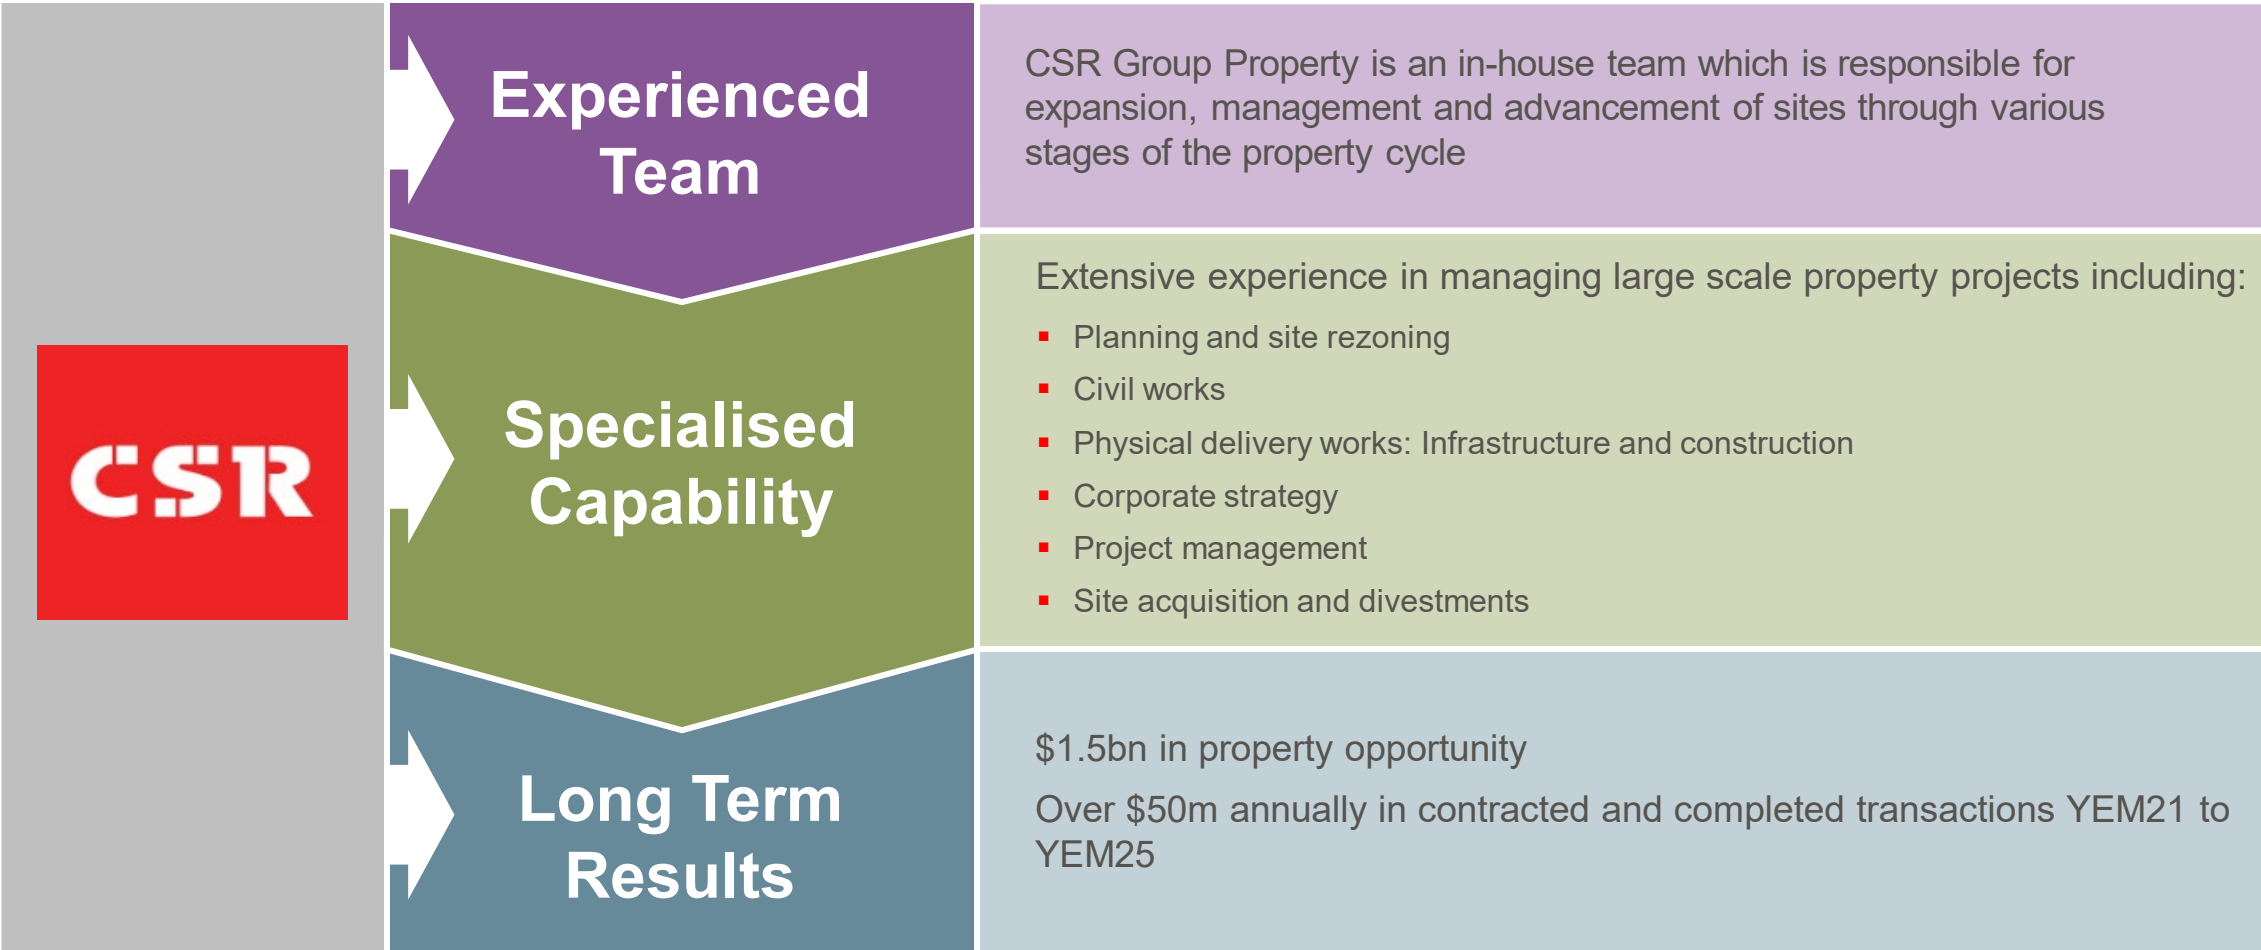 CSR
Experienced
Team
CSR Group Property is an in-house team which is responsible for
expansion, management and advancement of sites through various
stages of the property cycle
Specialised
Capability
Extensive experience in managing large scale property projects including:
▪ Planning and site rezoning
▪ Civil works
▪ Physical delivery works: Infrastructure and construction
▪ Corporate strategy
▪ Project management
▪ Site acquisition and divestments
Long Term
Results
$1.5bn in property opportunity
Over $50m annually in contracted and completed transactions YEM21 to
YEM25